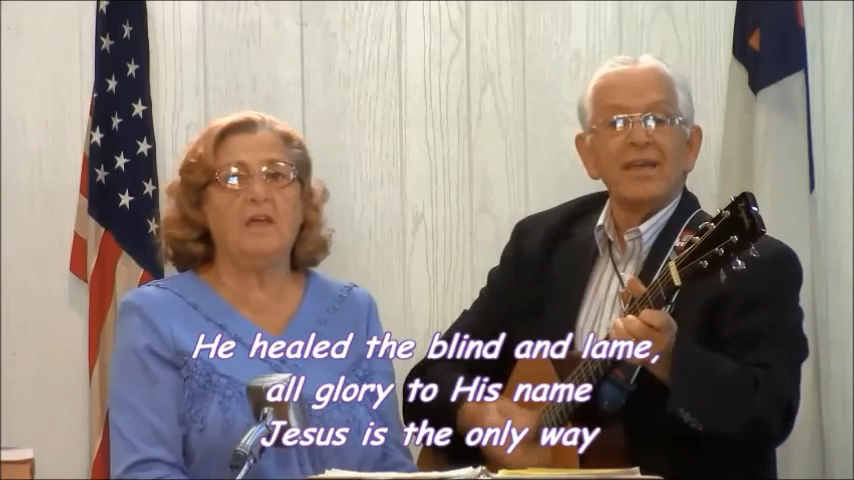 He healed the blind and lame,
all glory to His name
Jesus is the only way